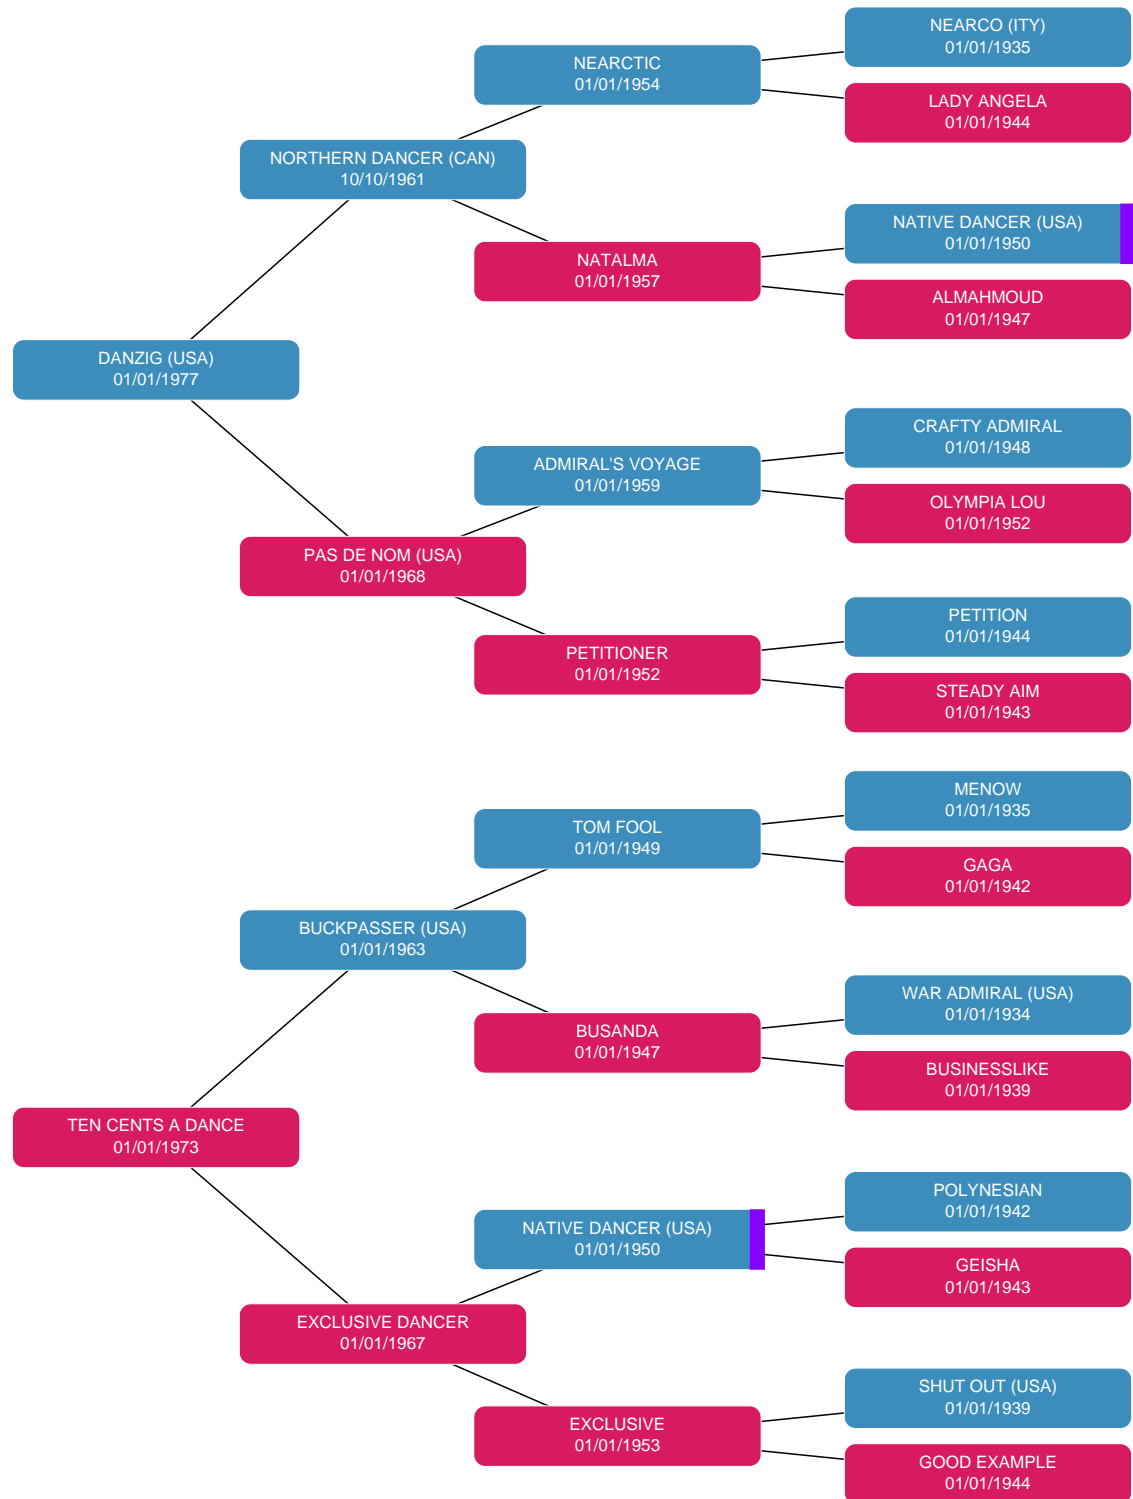 NEARCO (ITY)
01/01/1935
NEARCTIC
01/01/1954
LADY ANGELA
01/01/1944
NORTHERN DANCER (CAN)
10/10/1961
NATIVE DANCER (USA)
01/01/1950
NATALMA
01/01/1957
ALMAHMOUD
01/01/1947
DANZIG (USA)
01/01/1977
CRAFTY ADMIRAL
01/01/1948
ADMIRAL'S VOYAGE
01/01/1959
OLYMPIA LOU
01/01/1952
PAS DE NOM (USA)
01/01/1968
PETITION
01/01/1944
PETITIONER
01/01/1952
STEADY AIM
01/01/1943
MENOW
01/01/1935
TOM FOOL
01/01/1949
GAGA
01/01/1942
BUCKPASSER (USA)
01/01/1963
WAR ADMIRAL (USA)
01/01/1934
BUSANDA
01/01/1947
BUSINESSLIKE
01/01/1939
TEN CENTS A DANCE
01/01/1973
POLYNESIAN
01/01/1942
NATIVE DANCER (USA)
01/01/1950
GEISHA
01/01/1943
EXCLUSIVE DANCER
01/01/1967
SHUT OUT (USA)
01/01/1939
EXCLUSIVE
01/01/1953
GOOD EXAMPLE
01/01/1944